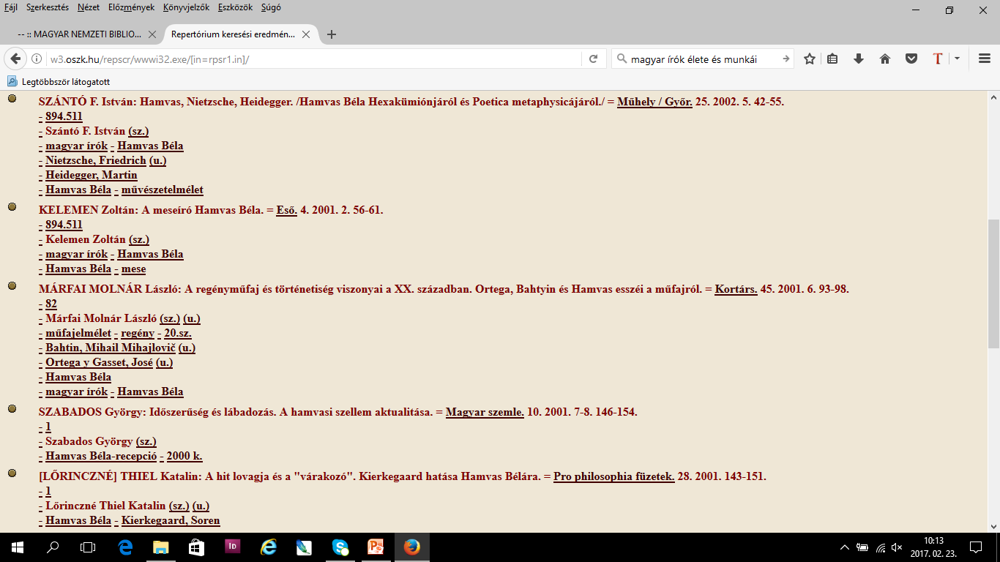 Fájl Szerkesztés Nézet Előzmények Könyvjelzők Eszközök Súgó
-- :: MAGYAR NEMZETI BIBLIO... Repertórium keresési eredmén...
w3.oszk.hu/repscr/wwwi32.exe/[in=rpsr1.in]/ magyar írók élete és munkái
Legtöbbször látogatott
SZÁNTÓ F. István: Hamvas, Nietzsche, Heidegger. /Hamvas Béla Hexakümiónjáról és Poetica metaphysicájáról./ = Műhely / Győr. 25. 2002. 5. 42-55.
- 894.511
- Szántó F. István (sz.)
- magyar írók - Hamvas Béla
- Nietzsche, Friedrich (u.)
- Heidegger, Martin
- Hamvas Béla - művészetelmélet
KELEMEN Zoltán: A meseíró Hamvas Béla. = Eső. 4. 2001. 2. 56-61.
- 894.511
- Kelemen Zoltán (sz.)
- magyar írók - Hamvas Béla
- Hamvas Béla - mese
MÁRFAI MOLNÁR László: A regényműfaj és történetiség viszonyai a XX. században. Ortega, Bahtyin és Hamvas esszéi a műfajról. = Kortárs. 45. 2001. 6. 93-98.
- 82
- Márfai Molnár László (sz.) (u.)
- műfajelmélet - regény - 20.sz.
- Bahtin, Mihail Mihajlovič (u.)
- Ortega y Gasset, José (u.)
- Hamvas Béla
- magyar írók - Hamvas Béla
SZABADOS György: Időszerűség és lábadozás. A hamvasi szellem aktualitása. = Magyar szemle. 10. 2001. 7-8. 146-154.
- 1
- Szabados György (sz.)
- Hamvas Béla-recepció - 2000 k.
[LŐRINCZNÉ] THIEL Katalin: A hit lovagja és a "várakozó". Kierkegaard hatása Hamvas Bélára. = Pro philosophia füzetek. 28. 2001. 143-151.
- 1
- Lőrinczné Thiel Katalin (sz.) (u.)
- Hamvas Béla - Kierkegaard, Soren
10:13
2017. 02. 23.